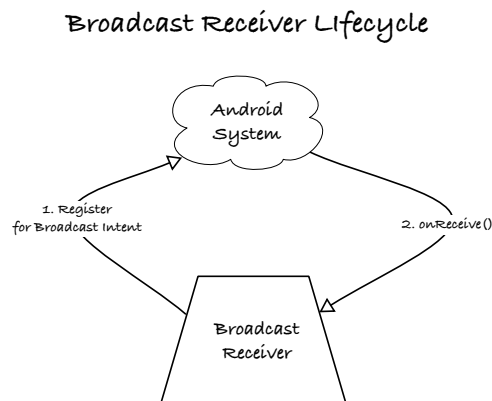 Broadcast Receiver LIfecycle
Android
System
1. Register
for Broadcast Intent
2. onReceive()
Broadcast
Receiver